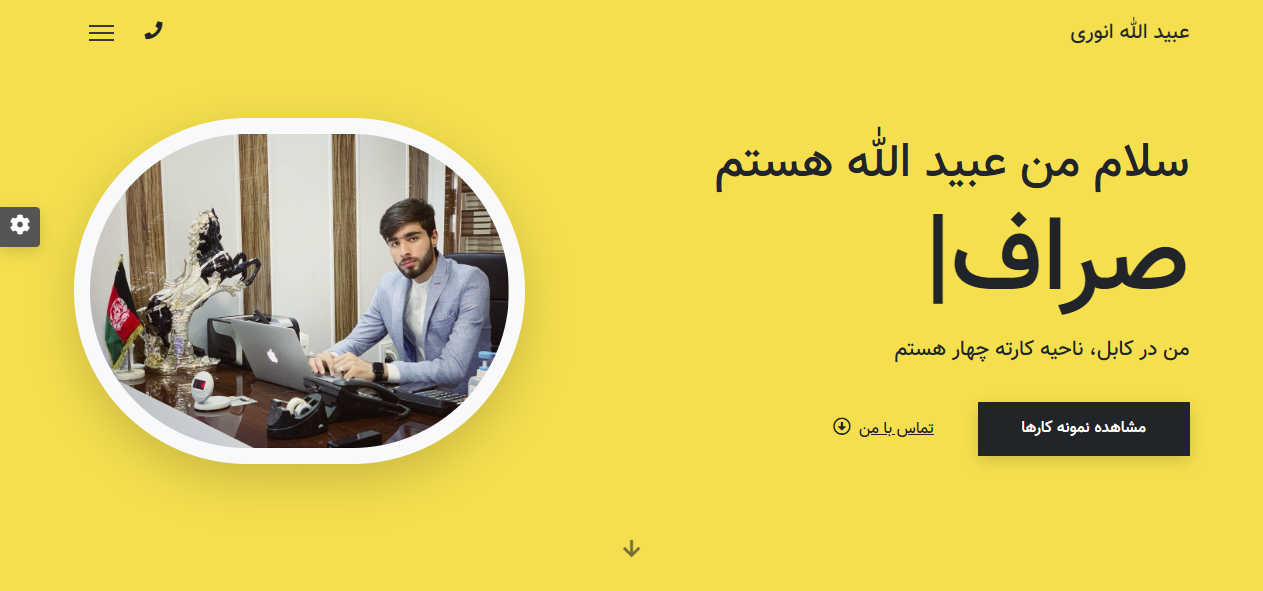 عبید الله انوری
سلام من عبید الله هستم
صراف|
من در کابل، ناحیه کارته چهار هستم
مشاهده نمونه کارها
تماس با من